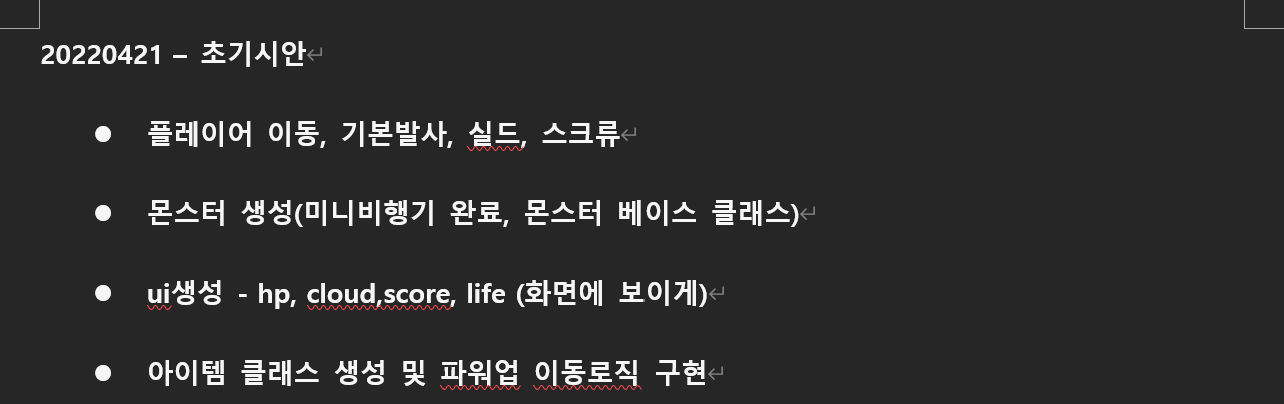 20220421 – 초기시안
● 플레이어 이동, 기본발사, 실드, 스크류
● 몬스터 생성(미니비행기 완료, 몬스터 베이스 클래스)
● ui생성 - hp, cloud,score, life (화면에 보이게)
● 아이템 클래스 생성 및 파워업 이동로직 구현